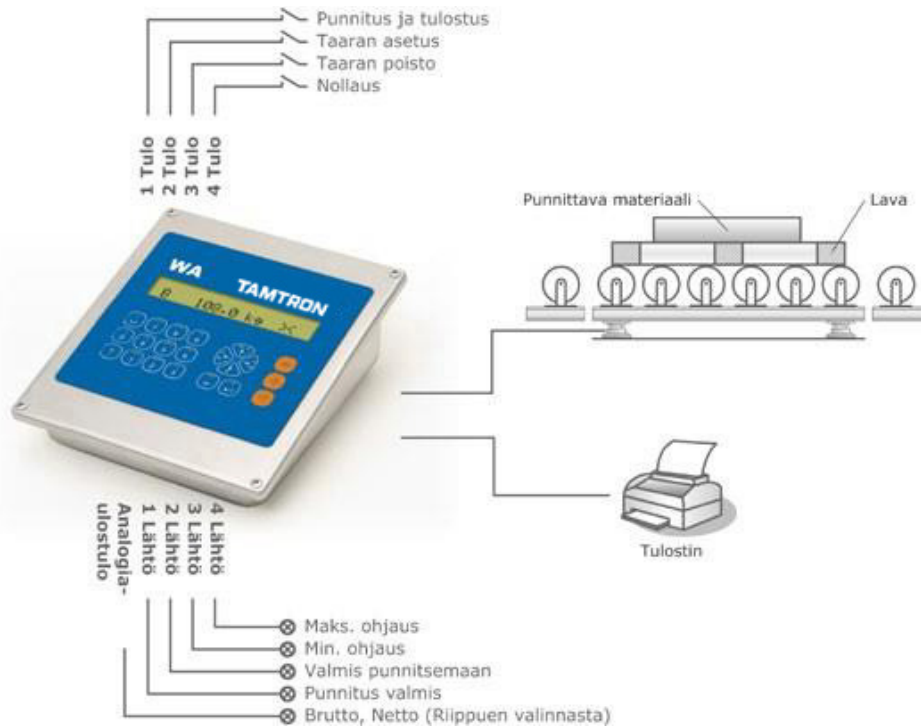 Punnitus ja tulostus
Taaran asetus
Taaran poisto
Nollaus
1 Tulo
2 Tulo
3 Tulo
4 Tulo
Punnittava materiaali
Lava
WA
TAMTRON
B 108.0 kg
Tulostin
Analogia-
ulostulo
1 Lähtö
2 Lähtö
3 Lähtö
4 Lähtö
Maks. ohjaus
Min. ohjaus
Valmis punnitsemaan
Punnitus valmis
Brutto, Netto (Riippuen valinnasta)